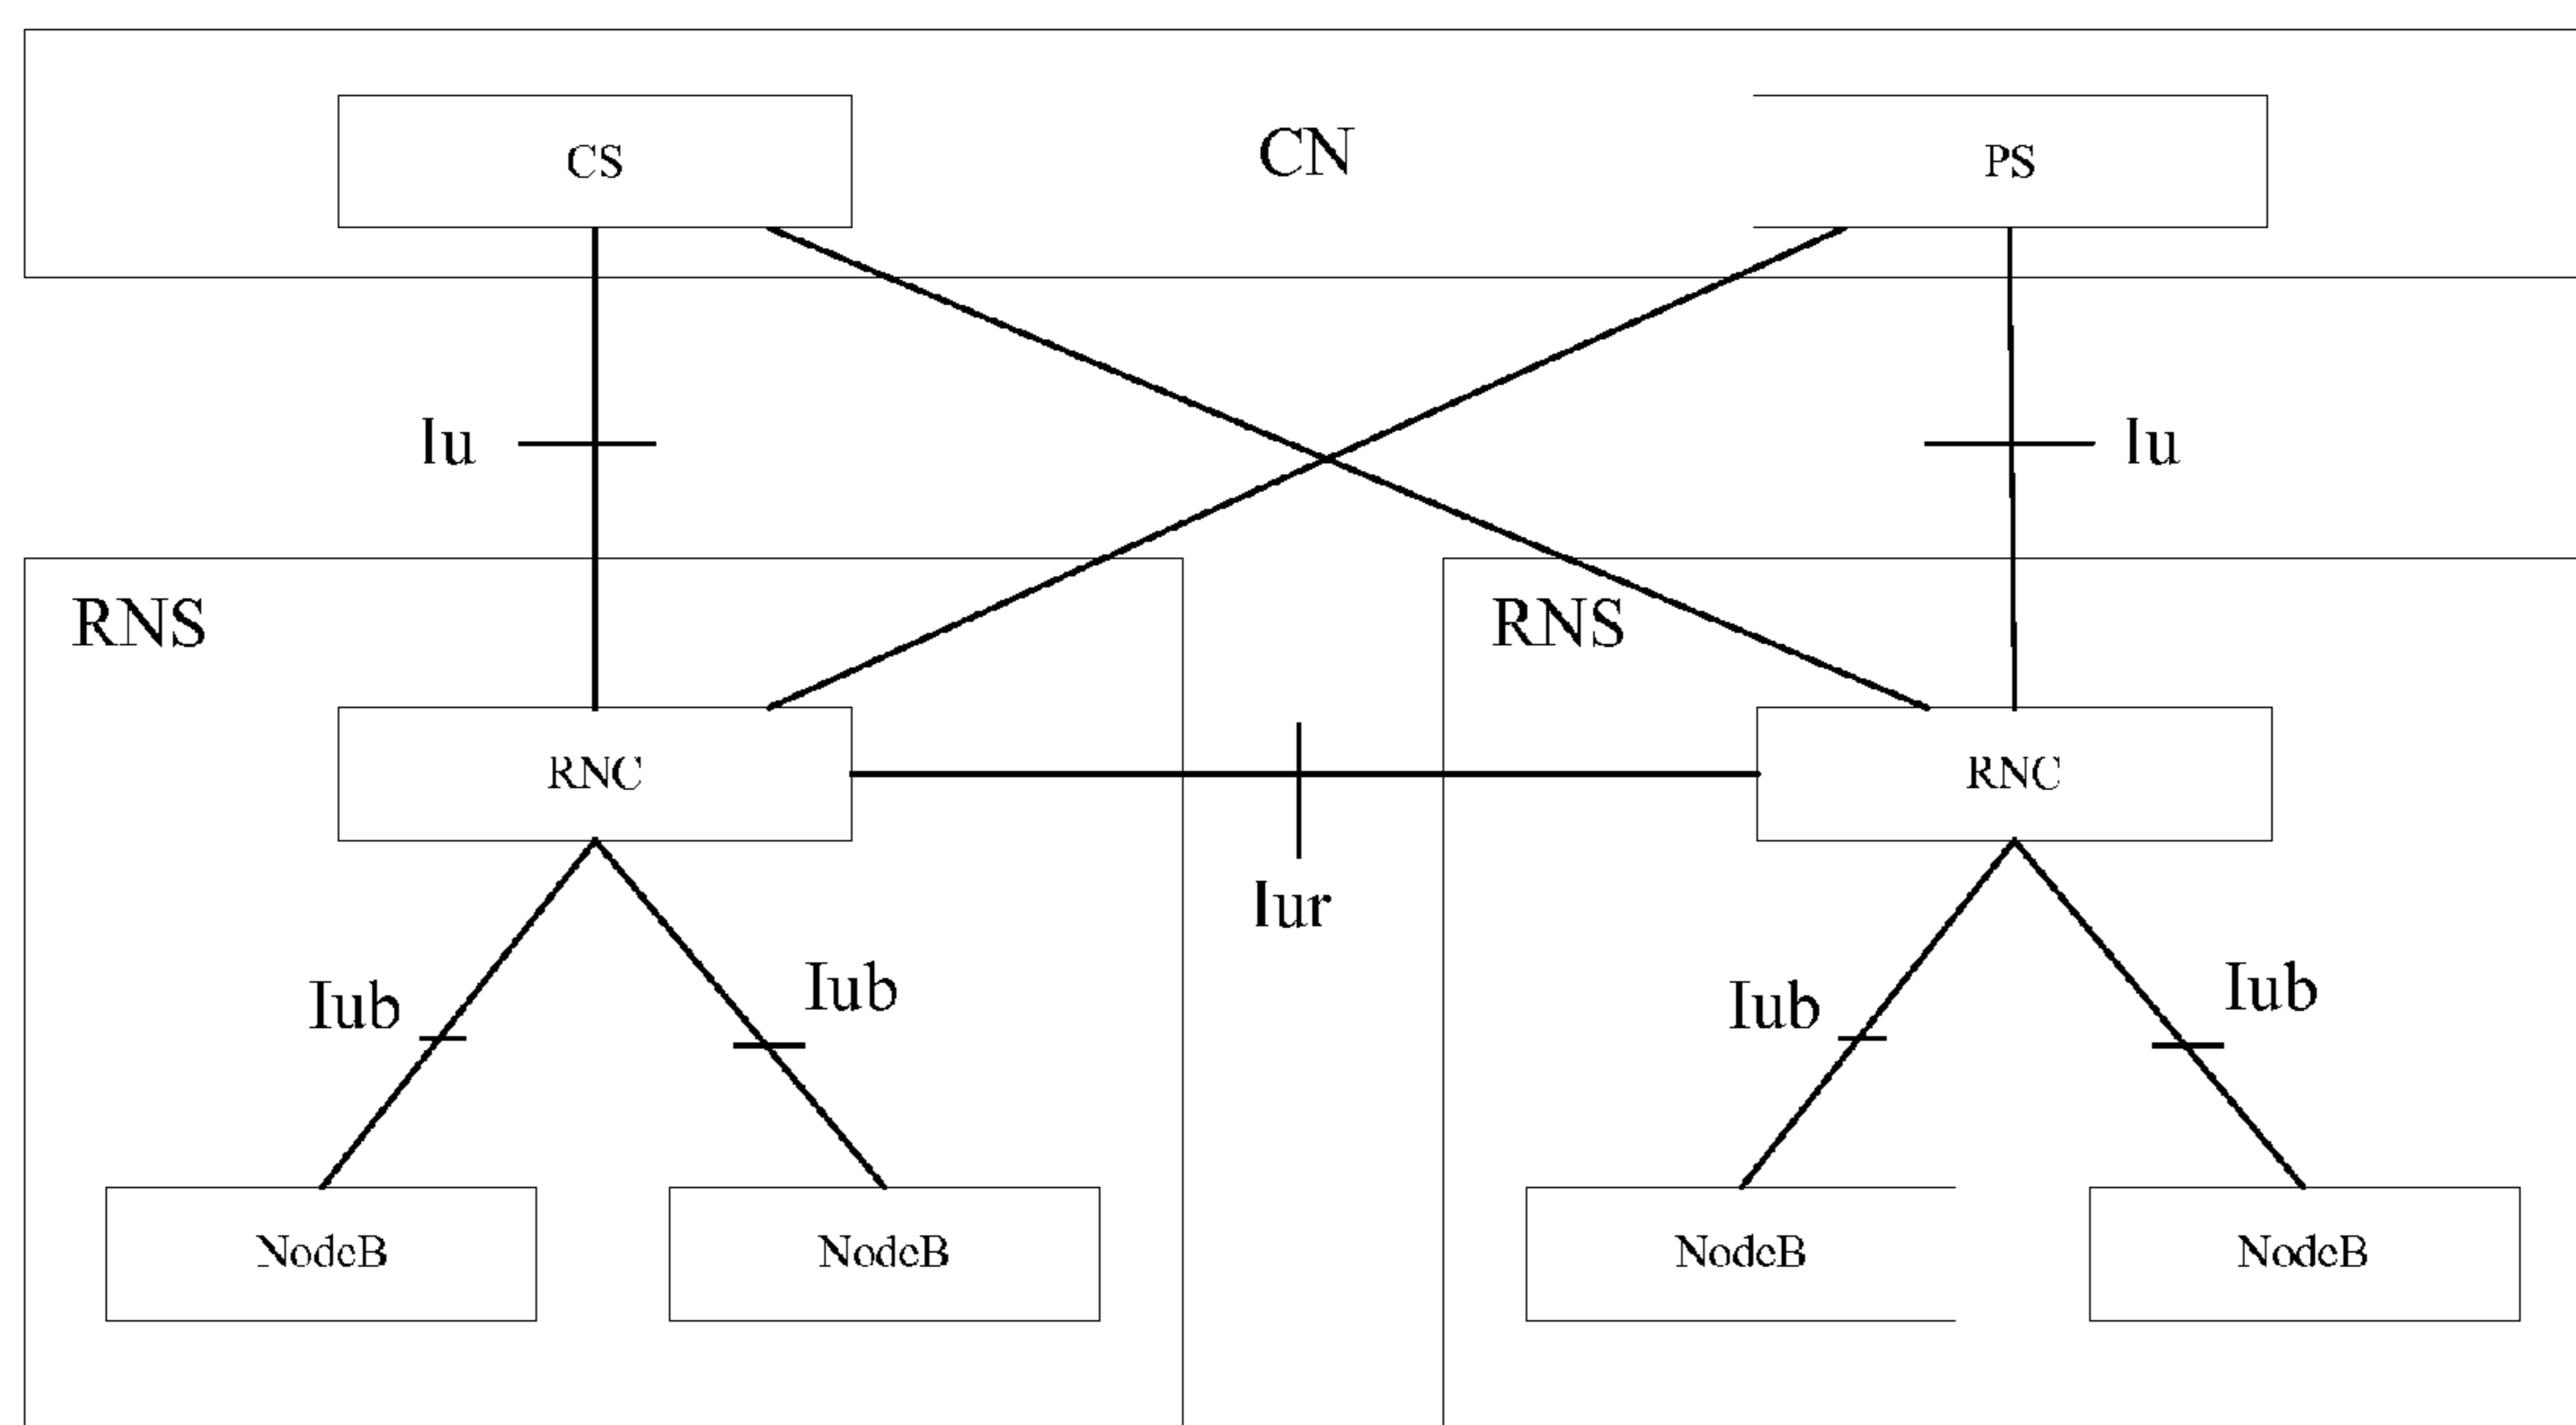 CS
CN
PS
Iu
Iu
RNS
RNS
RNC
RNC
Iur
Iub
Iub
Iub
Iub
NodeB
NodeB
NodeB
NodeB